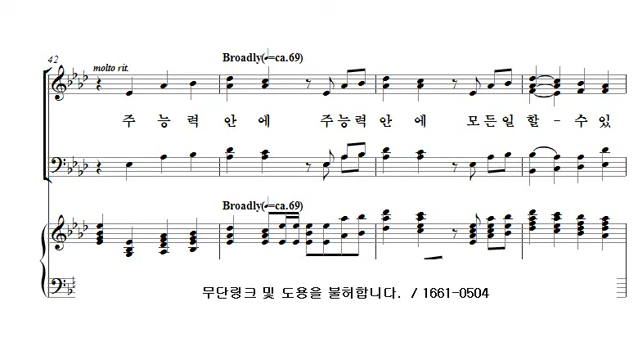 42
molto rit.
Broadly(♩=ca.69)
주 능 력 안 에 주능력 안 에 모든일 할 - 수 있
Broadly(♩=ca.69)
무단링크 및 도용을 불허합니다. / 1661-0504